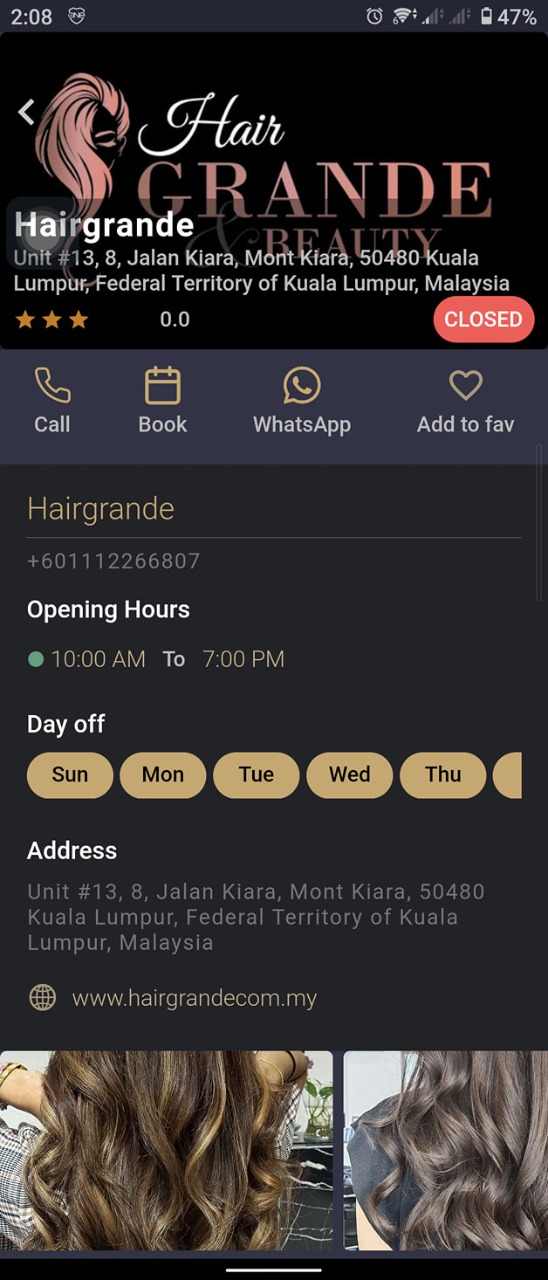 2:08
47%
Hair
GRANDE
& BEAUTY
Hairgrande
Unit #13, 8, Jalan Kiara, Mont Kiara, 50480 Kuala
Lumpur, Federal Territory of Kuala Lumpur, Malaysia
0.0
CLOSED
Call
Book
WhatsApp
Add to fav
Hairgrande
+601112266807
Opening Hours
10:00 AM To 7:00 PM
Day off
Sun Mon Tue Wed Thu
Address
Unit #13, 8, Jalan Kiara, Mont Kiara, 50480
Kuala Lumpur, Federal Territory of Kuala
Lumpur, Malaysia
www.hairgrandecom.my